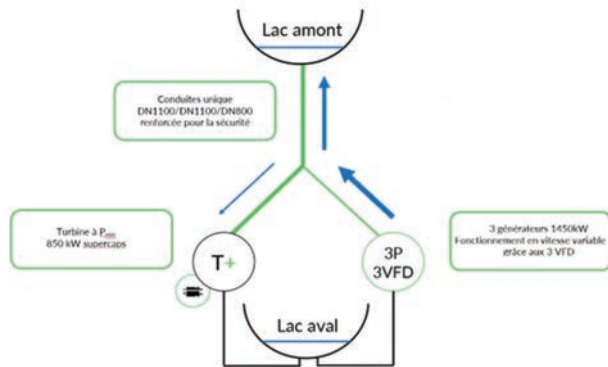 Lac amont
Conduites unique
DN1100/DN1100/DN800
renforcée pour la sécurité
Turbine à
850 kW supercaps
T+
3P
3VFD
3 générateurs 1450kW
Fonctionnement en vitesse variable
grâce aux 3 VFD
Lac aval